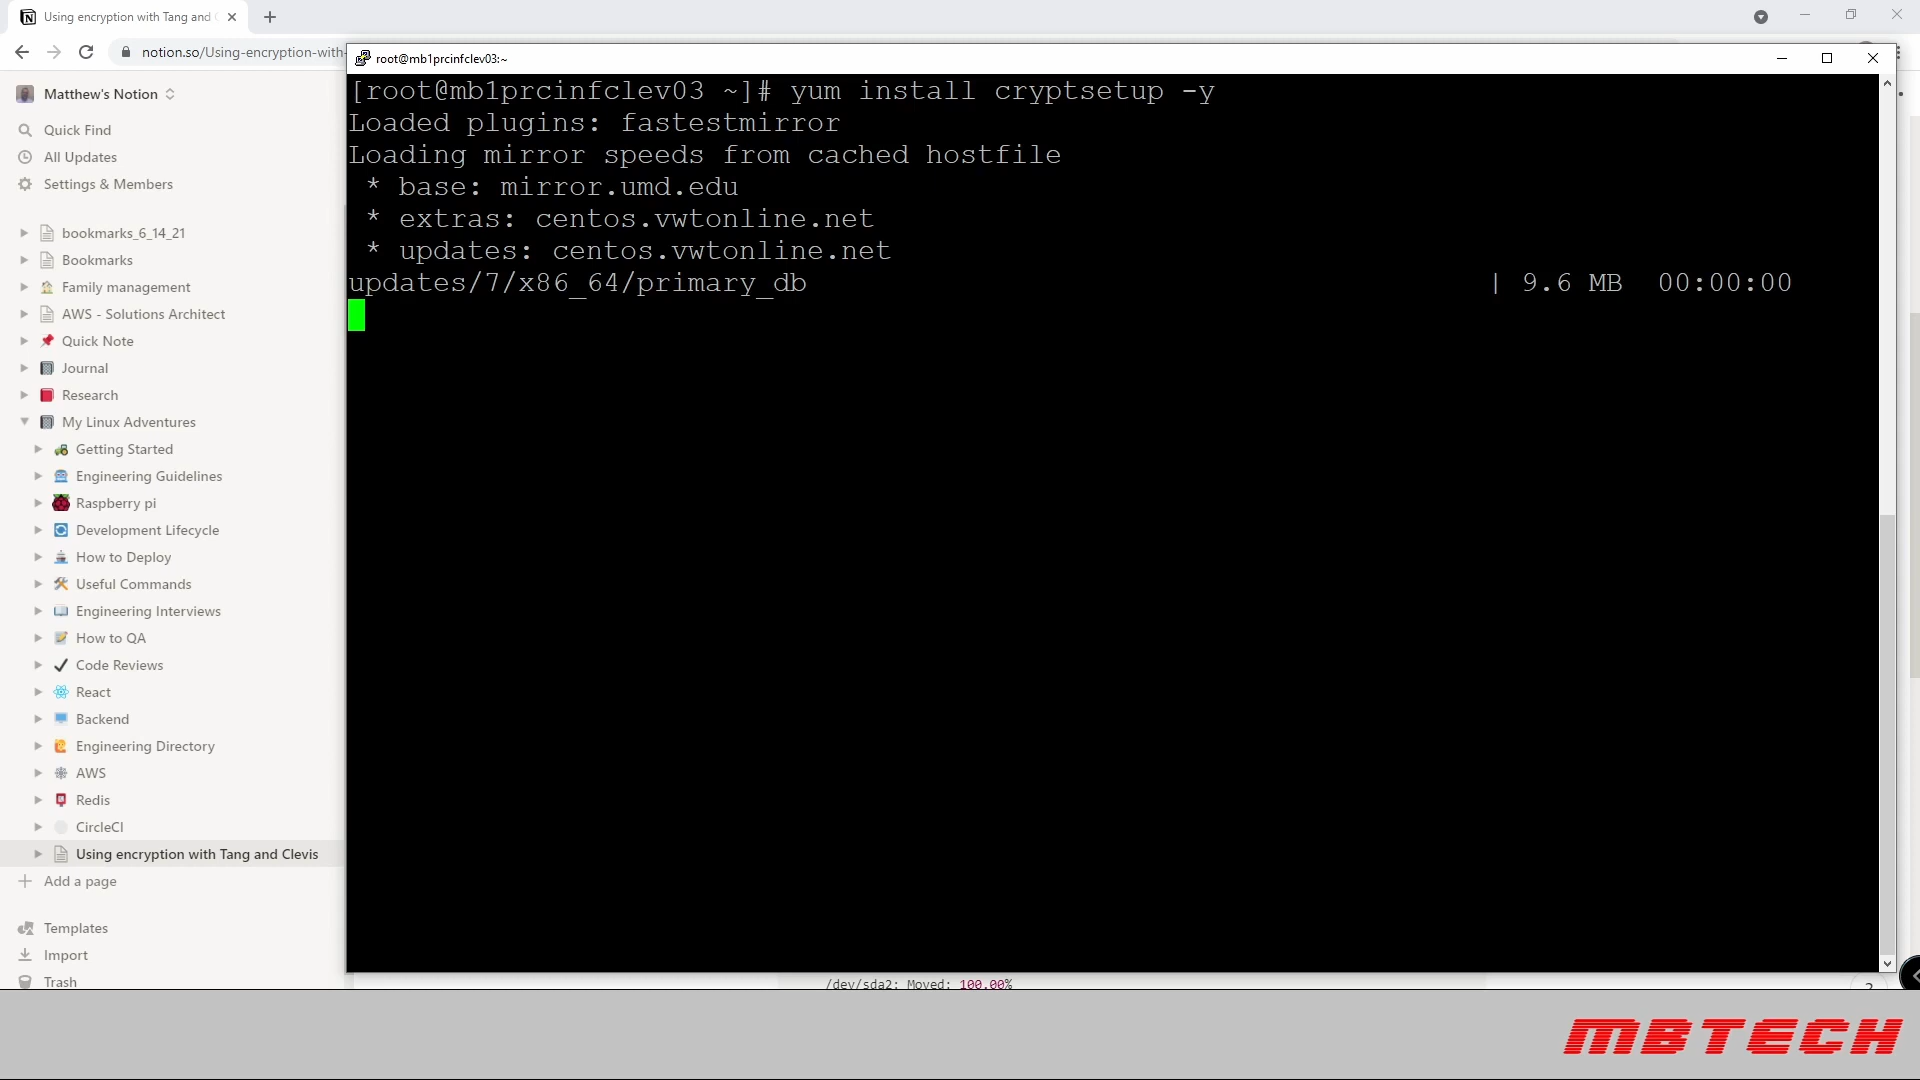 Using encryption with Tang and
notion.so/Using-encryption-with-
root@mb1prcinfclev03:~
Matthew's Notion
Quick Find
All Updates
Settings & Members
bookmarks_6_14_21
Bookmarks
Family management
AWS - Solutions Architect
Quick Note
Journal
Research
My Linux Adventures
Getting Started
Engineering Guidelines
Raspberry pi
Development Lifecycle
How to Deploy
Useful Commands
Engineering Interviews
How to QA
Code Reviews
React
Backend
Engineering Directory
AWS
Redis
CircleCI
Using encryption with Tang and Clevis
Add a page
Templates
Import
Trash
[root@mb1prcinfclev03 ~]# yum install cryptsetup -y
Loaded plugins: fastestmirror
Loading mirror speeds from cached hostfile
 * base: mirror.umd.edu
 * extras: centos.vwtonline.net
 * updates: centos.vwtonline.net
updates/7/x86_64/primary_db | 9.6 MB 00:00:00
/dev/sda2: Moved: 100.00%
?
MBTECH